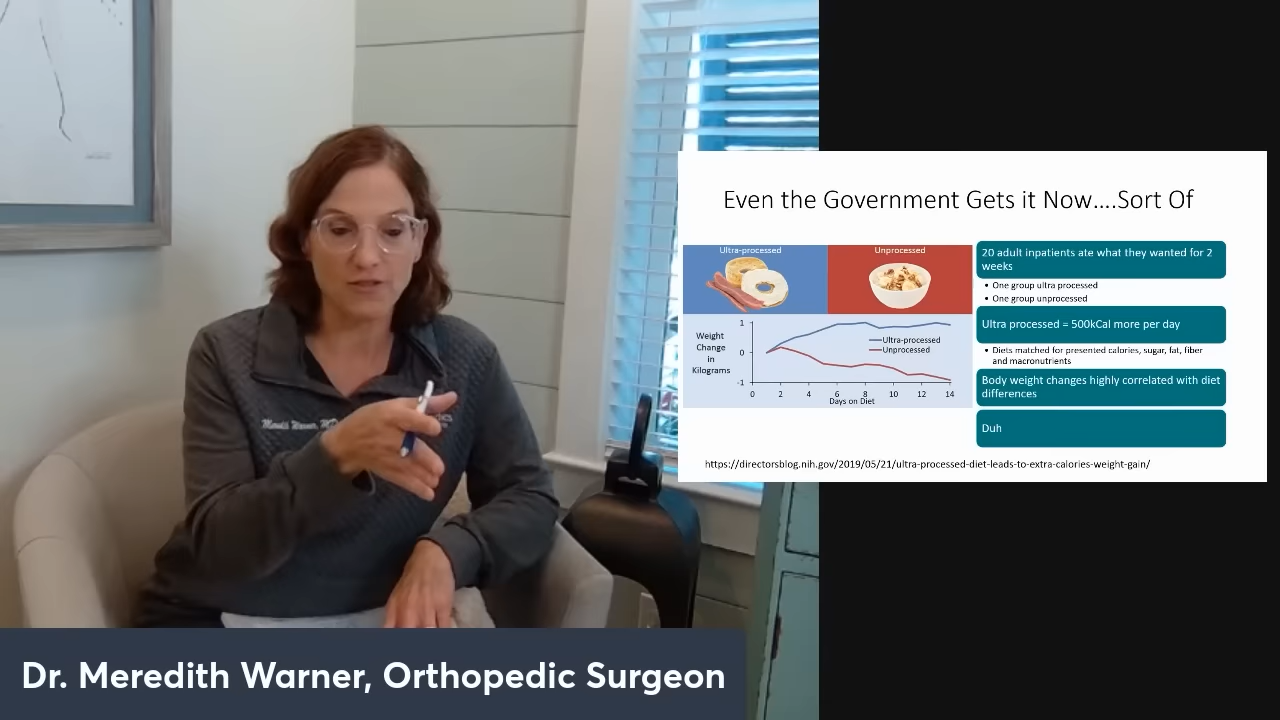 Even the Government Gets it Now....Sort Of
Ultra-processed
Unprocessed
Weight
Change
in
Kilograms
1
0
-1
Ultra-processed
Unprocessed
0 2 4 6 8 10 12 14
Days on Diet
20 adult inpatients ate what they wanted for 2
weeks
• One group ultra processed
• One group unprocessed
Ultra processed = 500kCal more per day
• Diets matched for presented calories, sugar, fat, fiber
and macronutrients
Body weight changes highly correlated with diet
differences
Duh
https://directorsblog.nih.gov/2019/05/21/ultra-processed-diet-leads-to-extra-calories-weight-gain/
Dr. Meredith Warner, Orthopedic Surgeon